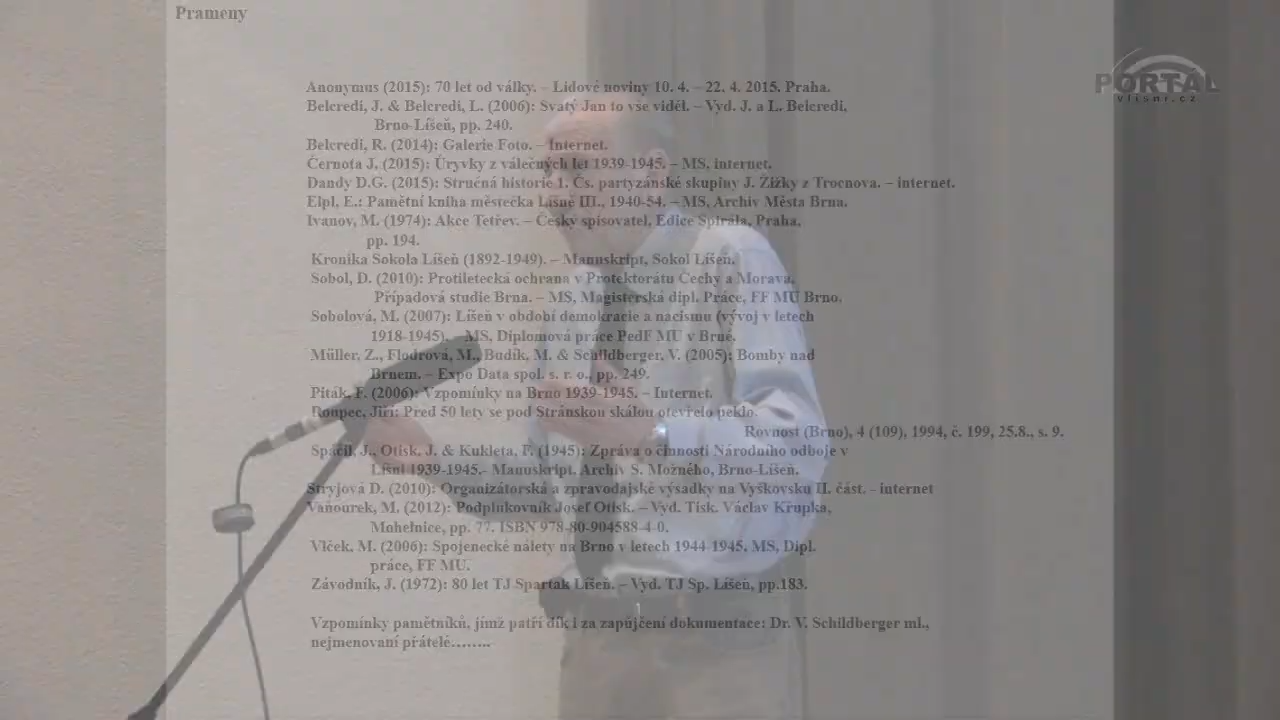 Prameny
PORTÁL
vlisni.cz
Anonymus (2015): 70 let od války. – Lidové noviny 10. 4. – 22. 4. 2015. Praha.
Belcredi, J. & Belcredi, L. (2006): Svatý Jan to vše viděl. – Vyd. J. a L. Belcredi,
Brno-Líšeň, pp. 240.
Belcredi, R. (2014): Galerie Foto. – Internet.
Černota J. (2015): Úryvky z válečných let 1939-1945. – MS, internet.
Dandy D.G. (2015): Stručná historie 1. Čs. partyzánské skupiny J. Žižky z Trocnova. – internet.
Eipl, E.: Pamětní kniha městečka Líšně III., 1940-54. – MS, Archiv Města Brna.
Ivanov, M. (1974): Akce Tetřev. – Český spisovatel, Edice Spirála, Praha,
pp. 194.
Kronika Sokola Líšeň (1892-1949). – Manuskript, Sokol Líšeň.
Sobol, D. (2010): Protiletecká ochrana v Protektorátu Čechy a Morava.
Případová studie Brna. – MS, Magisterská dipl. Práce, FF MU Brno.
Sobolová, M. (2007): Líšeň v období demokracie a nacismu (vývoj v letech
1918-1945). – MS, Diplomová práce PedF MU v Brně.
Müller, Z., Flodrová, M., Budík, M. & Schildberger, V. (2005): Bomby nad
Brnem. – Expo Data spol. s. r. o., pp. 249.
Piták, F. (2006): Vzpomínky na Brno 1939-1945. – Internet.
Roupec, Jiří: Před 50 lety se pod Stránskou skálou otevřelo peklo.
Rovnost (Brno), 4 (109), 1994, č. 199, 25.8., s. 9.
Spáčil, J., Otisk, J. & Kukleta, P. (1945): Zpráva o činnosti Národního odboje v
Líšni 1939-1945.- Manuskript, Archiv S. Možného, Brno-Líšeň.
Stryjová D. (2010): Organizátorská a zpravodajské výsadky na Vyškovsku II. část. - internet
Vaňourek, M. (2012): Podplukovník Josef Otisk. – Vyd. Tisk. Václav Krupka,
Mohelnice, pp. 77. ISBN 978-80-904588-4-0.
Vlček, M. (2006): Spojenecké nálety na Brno v letech 1944-1945. MS, Dipl.
práce, FF MU.
Závodník, J. (1972): 80 let TJ Spartak Líšeň. – Vyd. TJ Sp. Líšeň, pp.183.
Vzpomínky pamětníků, jimž patří dík i za zapůjčení dokumentace: Dr. V. Schildberger ml.,
nejmenovaní přátelé……..